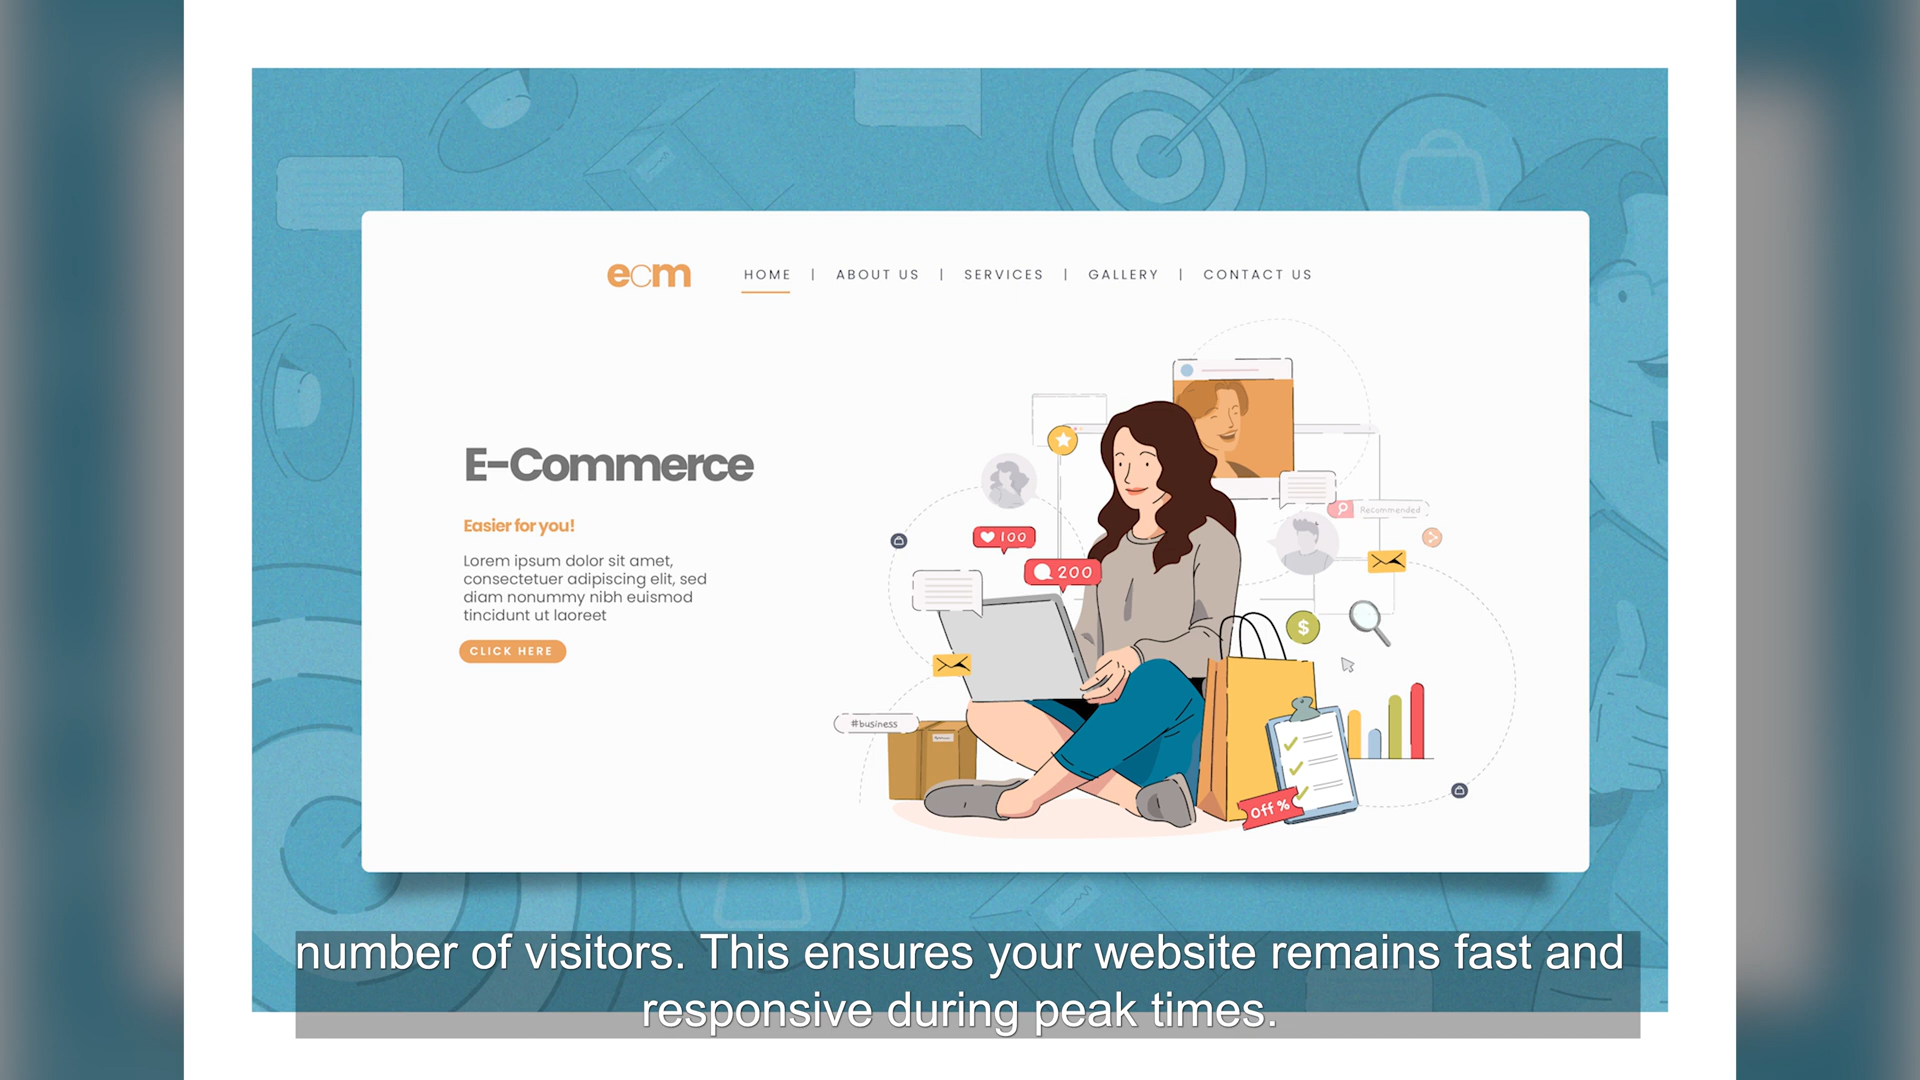 ecm
HOME | ABOUT US | SERVICES | GALLERY | CONTACT US
E-Commerce
Easier for you!
Lorem ipsum dolor sit amet,
consectetuer adipiscing elit, sed
diam nonummy nibh euismod
tincidunt ut laoreet
CLICK HERE
100
200
Recommended
$
#business
Off %
number of visitors. This ensures your website remains fast and
responsive during peak times.